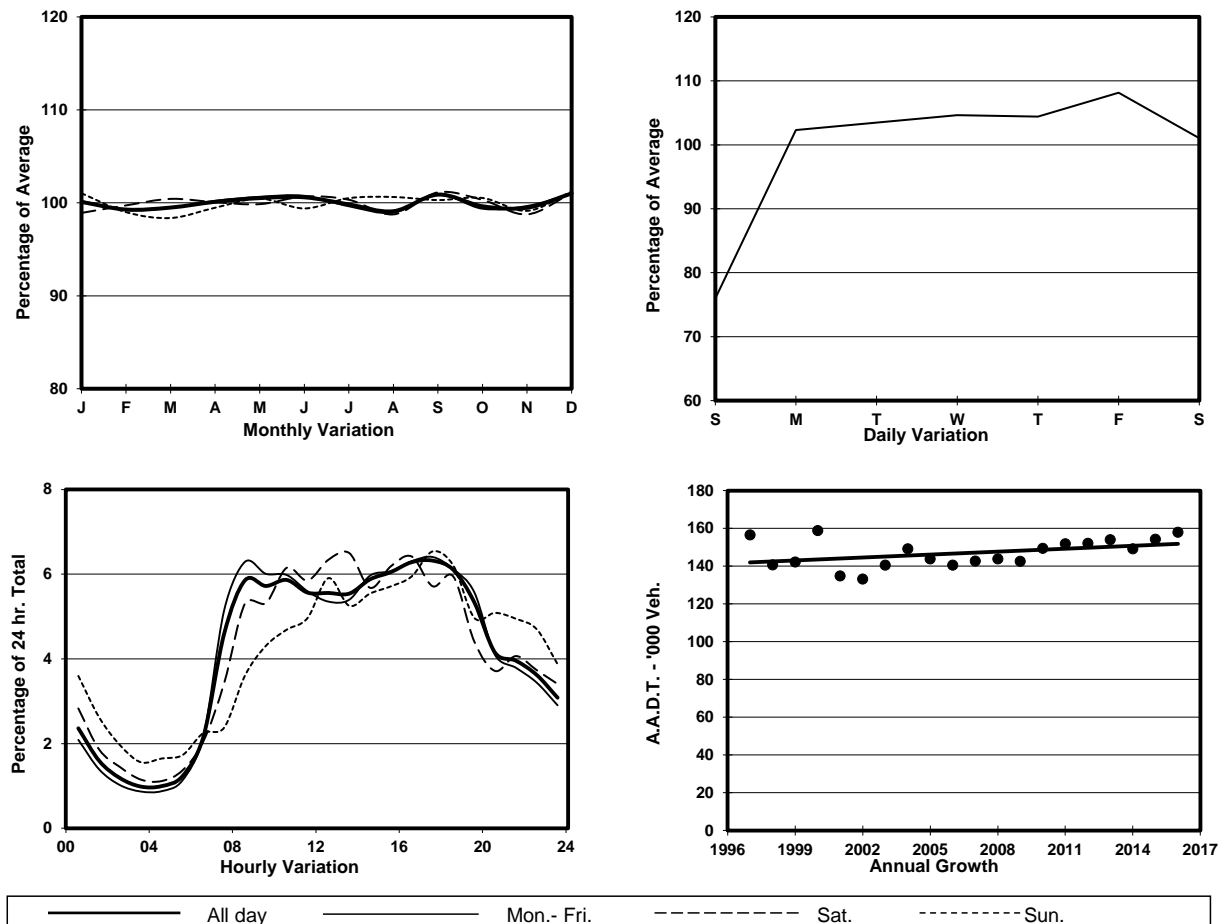 120
110
100
90
80
Percentage of Average
J F M A M J J A S O N D
Monthly Variation
120
110
100
90
80
70
60
Percentage of Average
S M T W T F S
Daily Variation
8
6
4
2
0
Percentage of 24 hr. Total
00 04 08 12 16 20 24
Hourly Variation
180
160
140
120
100
80
60
40
20
0
A.A.D.T. - '000 Veh.
1996 1999 2002 2005 2008 2011 2014 2017
Annual Growth
All day Mon.- Fri. Sat. Sun.